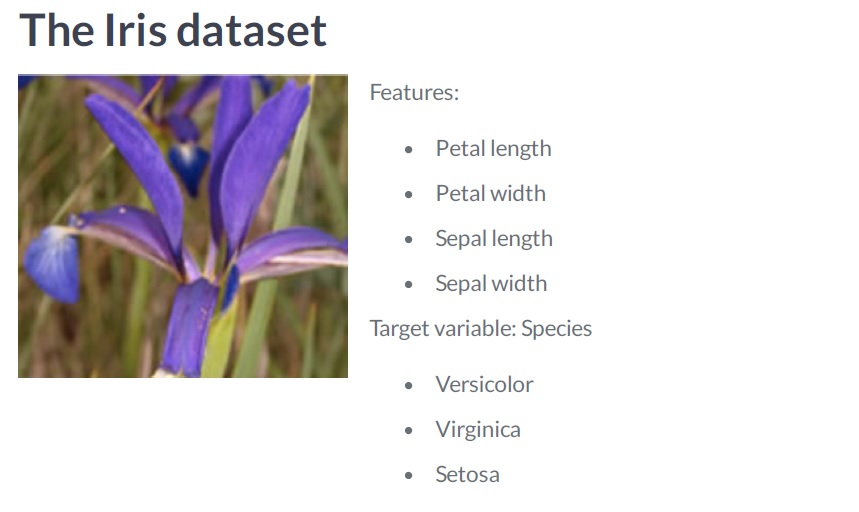 The Iris dataset
Features:
• Petal length
• Petal width
• Sepal length
• Sepal width
Target variable: Species
• Versicolor
• Virginica
• Setosa